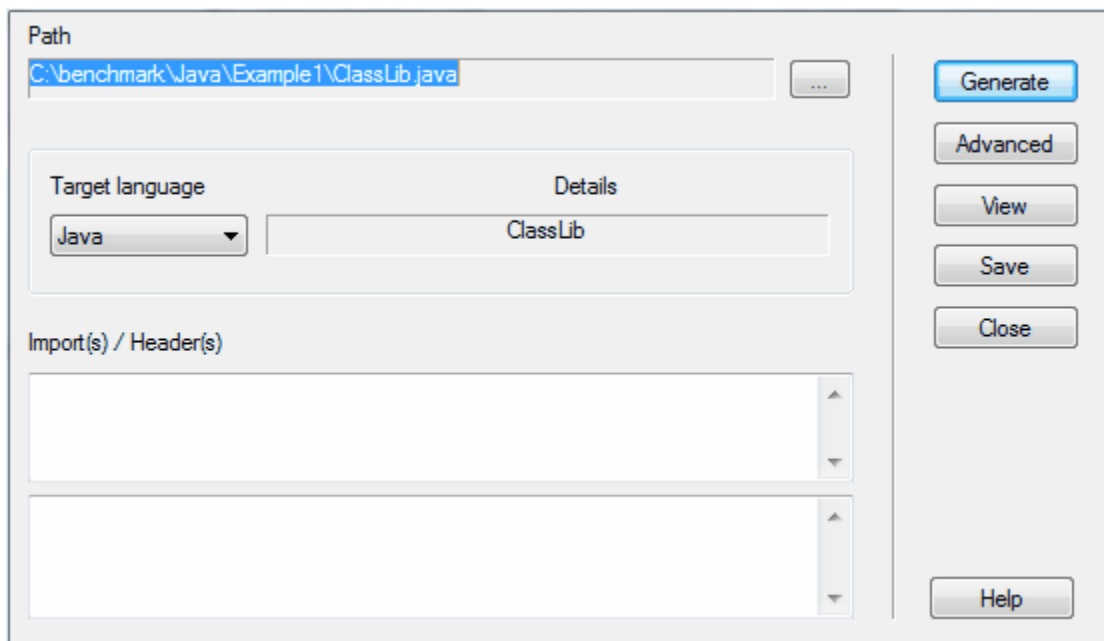 Path
C:\benchmark\Java\Example1\ClassLib.java
...
Generate
Advanced
Target language
Details
View
Java
ClassLib
Save
Close
Import(s) / Header(s)
Help